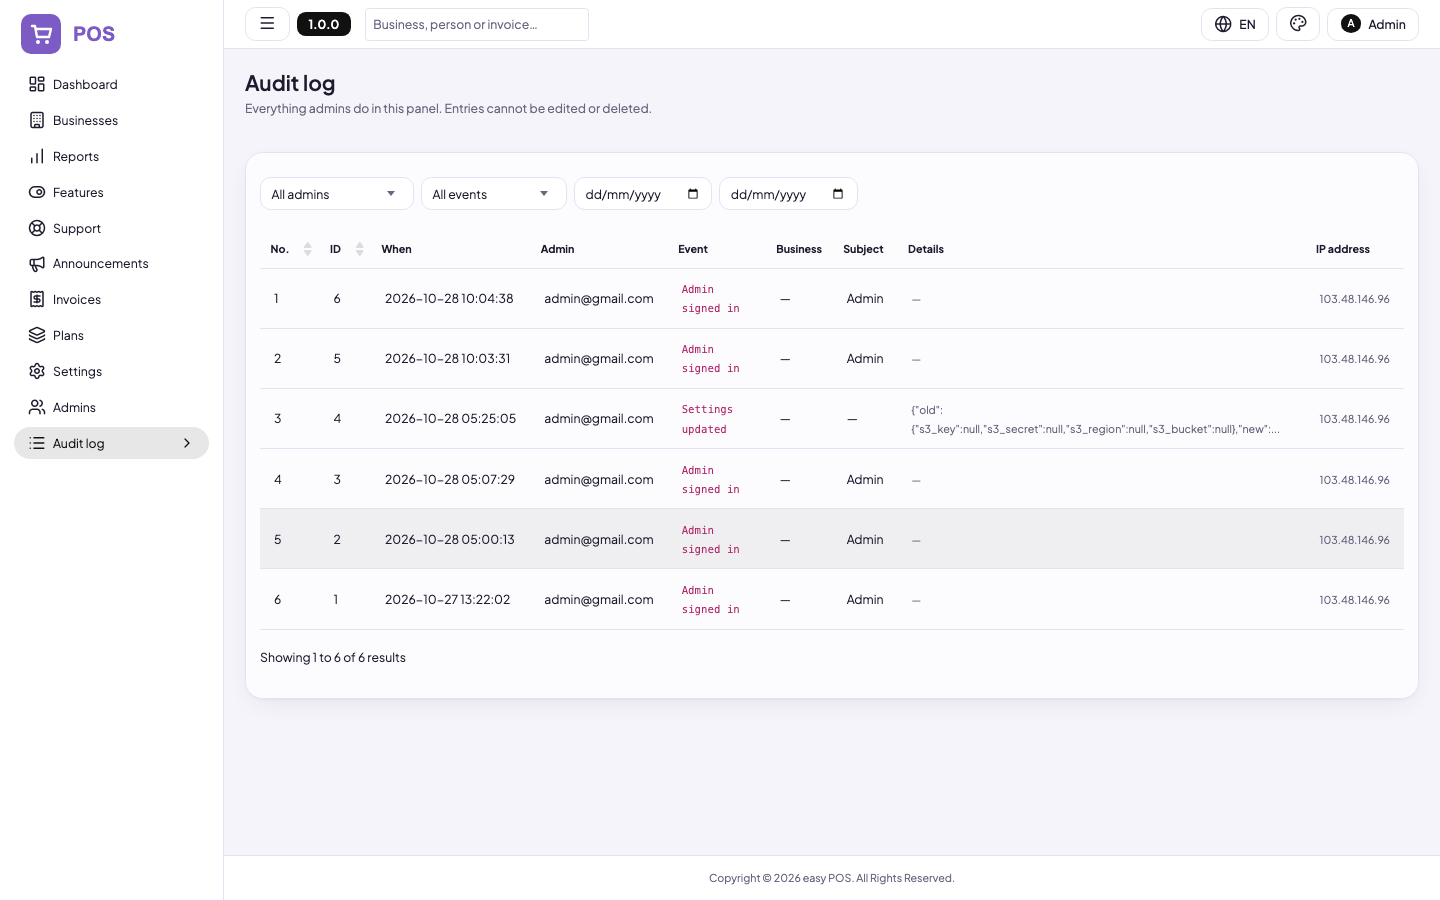 POS
1.0.0
Business, person or invoice...
EN
A
Admin
Dashboard
Businesses
Reports
Features
Support
Announcements
Invoices
Plans
Settings
Admins
Audit log
Audit log
Everything admins do in this panel. Entries cannot be edited or deleted.
All admins
All events
dd/mm/yyyy
dd/mm/yyyy
No. ID When Admin Event Business Subject Details IP address
1 6 2026-10-28 10:04:38 admin@gmail.com Admin signed in — Admin — 103.48.146.96
2 5 2026-10-28 10:03:31 admin@gmail.com Admin signed in — Admin — 103.48.146.96
3 4 2026-10-28 05:25:05 admin@gmail.com Settings updated — — {"old": {"s3_key":null,"s3_secret":null,"s3_region":null,"s3_bucket":null},"new":... 103.48.146.96
4 3 2026-10-28 05:07:29 admin@gmail.com Admin signed in — Admin — 103.48.146.96
5 2 2026-10-28 05:00:13 admin@gmail.com Admin signed in — Admin — 103.48.146.96
6 1 2026-10-27 13:22:02 admin@gmail.com Admin signed in — Admin — 103.48.146.96
Showing 1 to 6 of 6 results
Copyright © 2026 easy POS. All Rights Reserved.